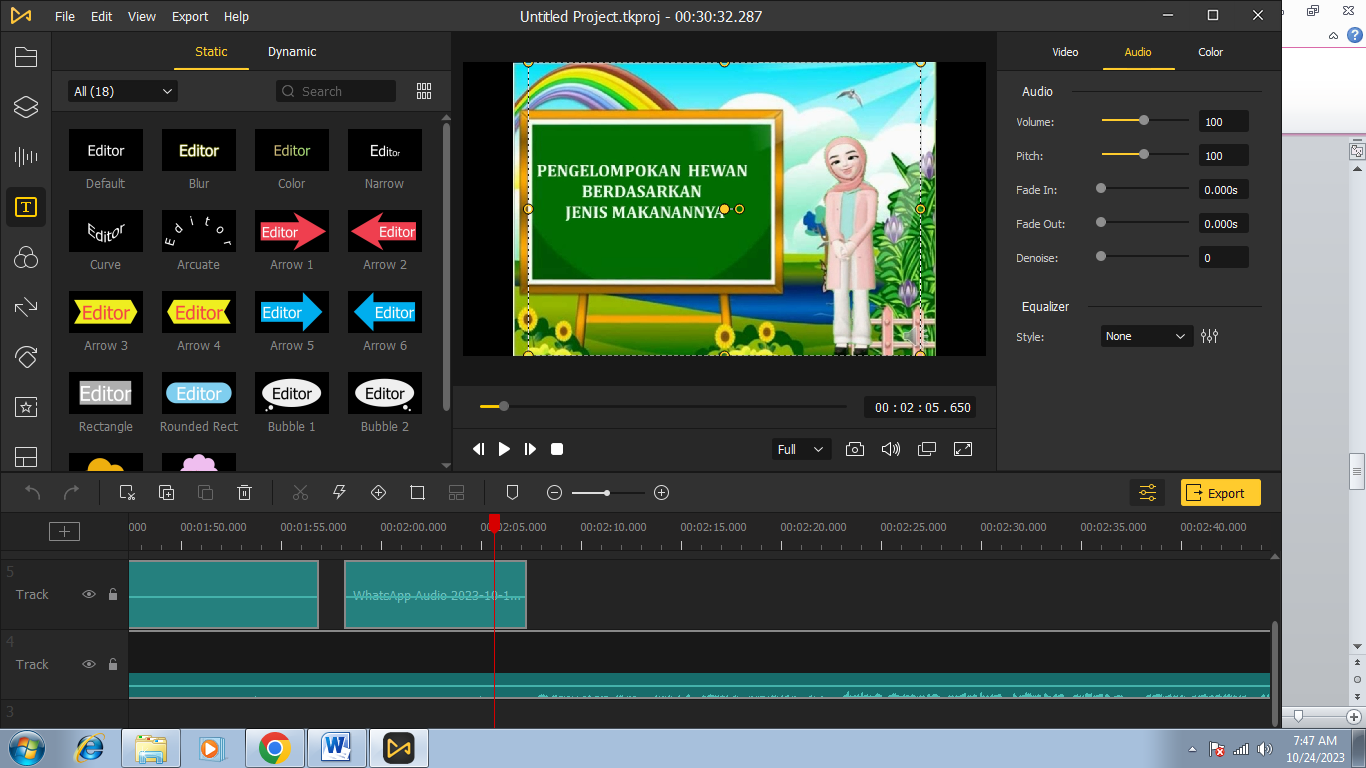 File Edit View Export Help
Untitled Project.tkproj - 00:30:32.287
Static Dynamic
All (18)
Search
Editor Editor Editor Editor
Default Blur Color Narrow
Editor Editor Editor Editor
Curve Arcuate Arrow 1 Arrow 2
Editor Editor Editor Editor
Arrow 3 Arrow 4 Arrow 5 Arrow 6
Editor Editor Editor Editor
Rectangle Rounded Rect Bubble 1 Bubble 2
PENGELOMPOKAN HEWAN
BERDASARKAN
JENIS MAKANANNYA
00:02:05.650
Full
Video Audio Color
Audio
Volume: 100
Pitch: 100
Fade In: 0.000s
Fade Out: 0.000s
Denoise: 0
Equalizer
Style: None
Export
000 00:01:50.000 00:01:55.000 00:02:00.000 00:02:05.000 00:02:10.000 00:02:15.000 00:02:20.000 00:02:25.000 00:02:30.000 00:02:35.000 00:02:40.000
5
Track
WhatsApp Audio 2023-10-1...
4
Track
3
7:47 AM
10/24/2023